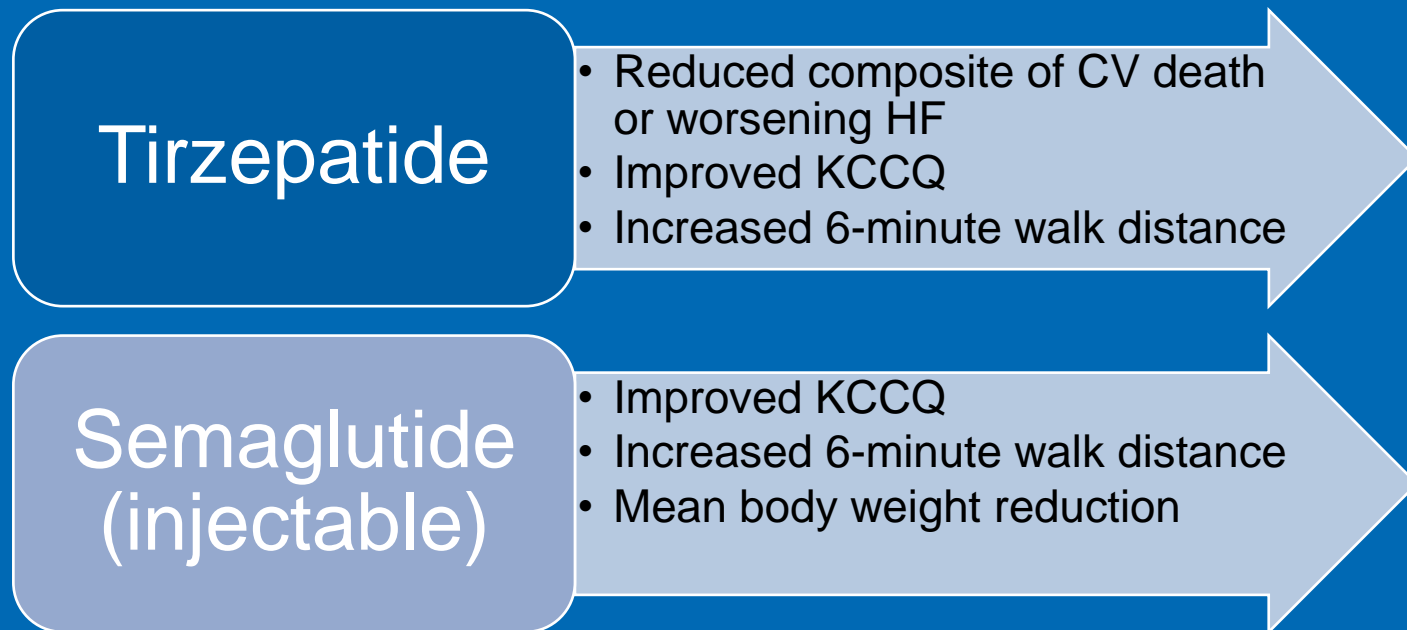 Tirzepatide
• Reduced composite of CV death
or worsening HF
• Improved KCCQ
• Increased 6-minute walk distance
Semaglutide
(injectable)
• Improved KCCQ
• Increased 6-minute walk distance
• Mean body weight reduction